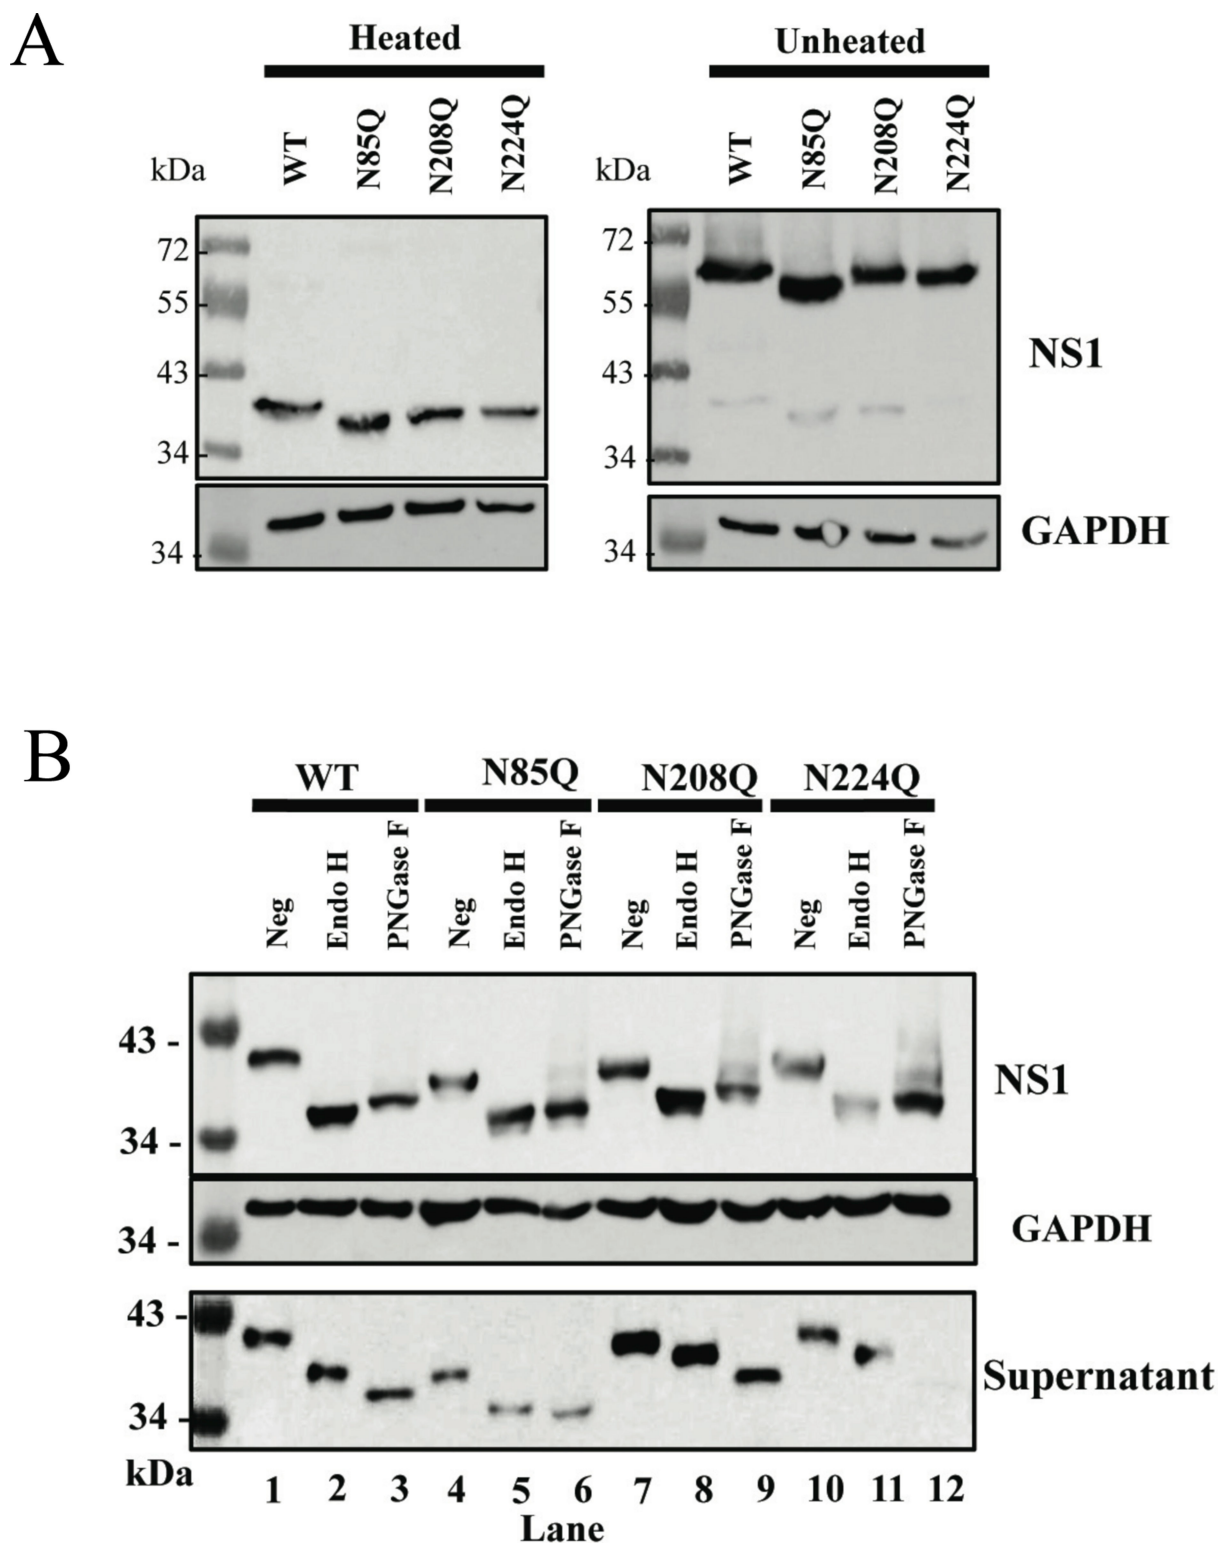 A
Heated
Unheated
kDa
WT
N85Q
N208Q
N224Q
kDa
WT
N85Q
N208Q
N224Q
72
55
43
34
72
55
43
34
NS1
34
34
GAPDH
B
WT
N85Q
N208Q
N224Q
Neg
Endo H
PNGase F
Neg
Endo H
PNGase F
Neg
Endo H
PNGase F
Neg
Endo H
PNGase F
43 -
34 -
NS1
34 -
GAPDH
43 -
34 -
Supernatant
kDa
1 2 3 4 5 6 7 8 9 10 11 12
Lane